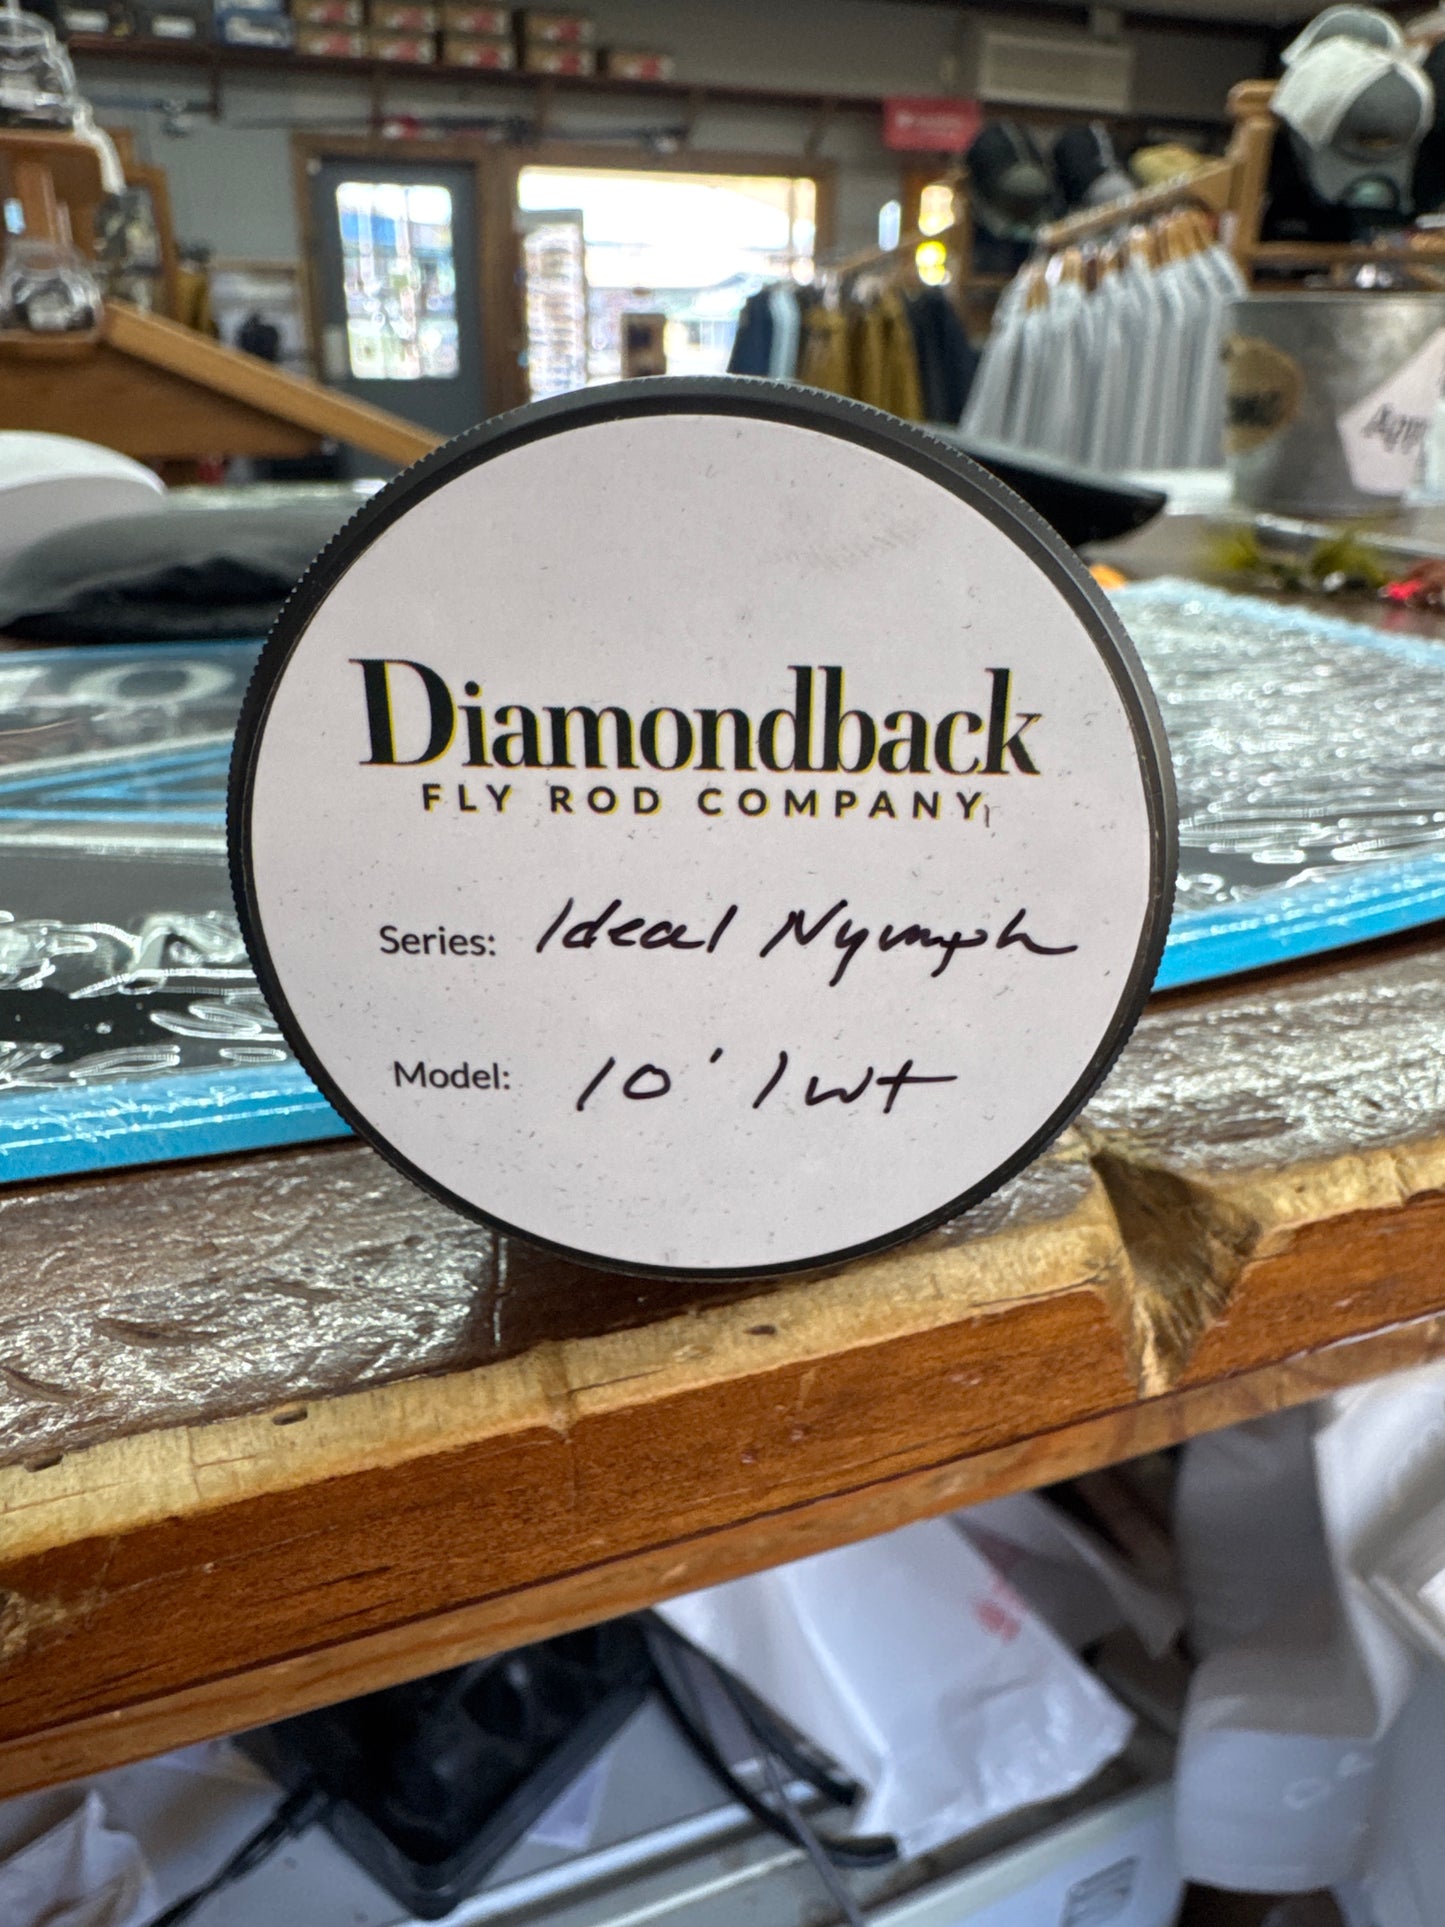 Diamondback
FLY ROD COMPANY
Series: Ideal Nymph
Model: 10' 1wt